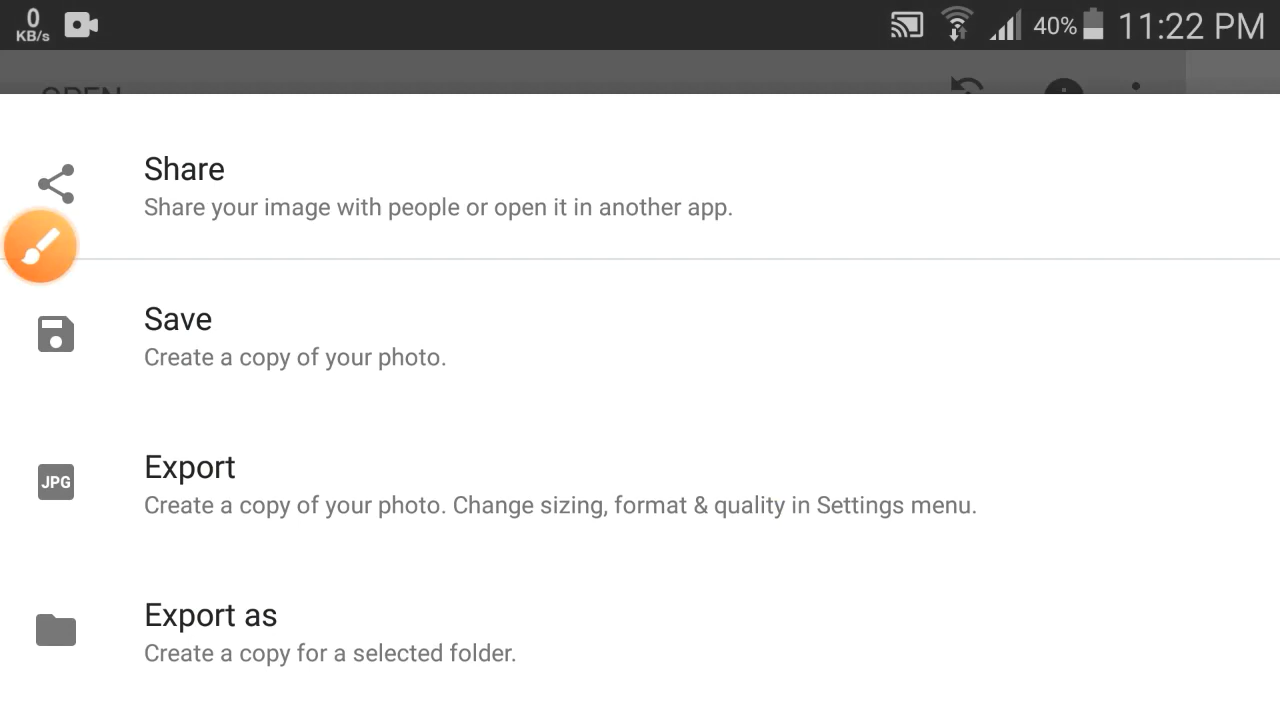 0
KB/s
40%
11:22 PM
OPEN
Share
Share your image with people or open it in another app.
Save
Create a copy of your photo.
JPG
Export
Create a copy of your photo. Change sizing, format & quality in Settings menu.
Export as
Create a copy for a selected folder.